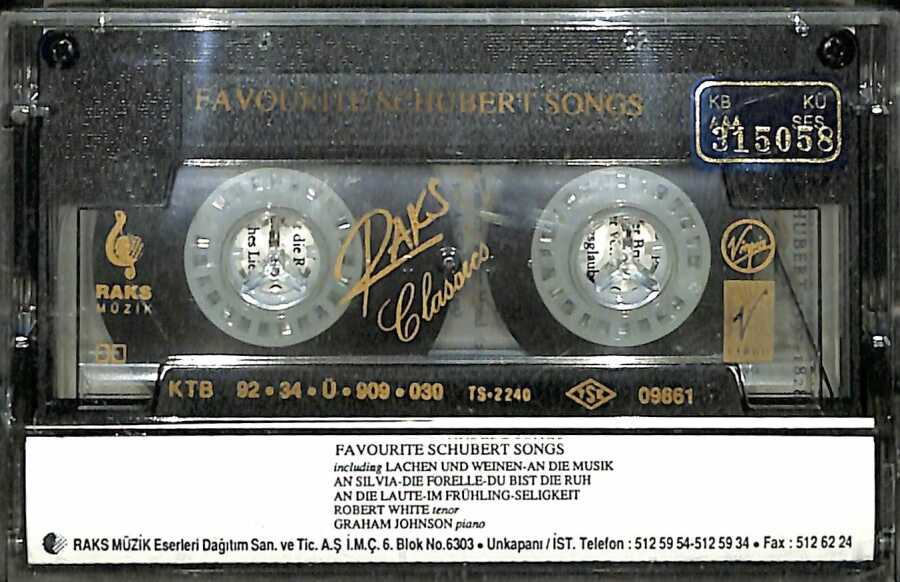 FAVOURITE SCHUBERT SONGS
KB KÜ
AAA SES
315058
RAKS
Classics
RAKS
MÜZİK
Virgin
KTB 92•34•Ü•909•030 TS-2240 TSE 09861
FAVOURITE SCHUBERT SONGS
including LACHEN UND WEINEN-AN DIE MUSIK
AN SILVIA-DIE FORELLE-DU BIST DIE RUH
AN DIE LAUTE-IM FRÜHLING-SELIGKEIT
ROBERT WHITE tenor
GRAHAM JOHNSON piano
RAKS MÜZİK Eserleri Dağıtım San. ve Tic. A.Ş İ.M.Ç. 6. Blok No.6303 • Unkapanı / İST. Telefon : 512 59 54-512 59 34 • Fax : 512 62 24